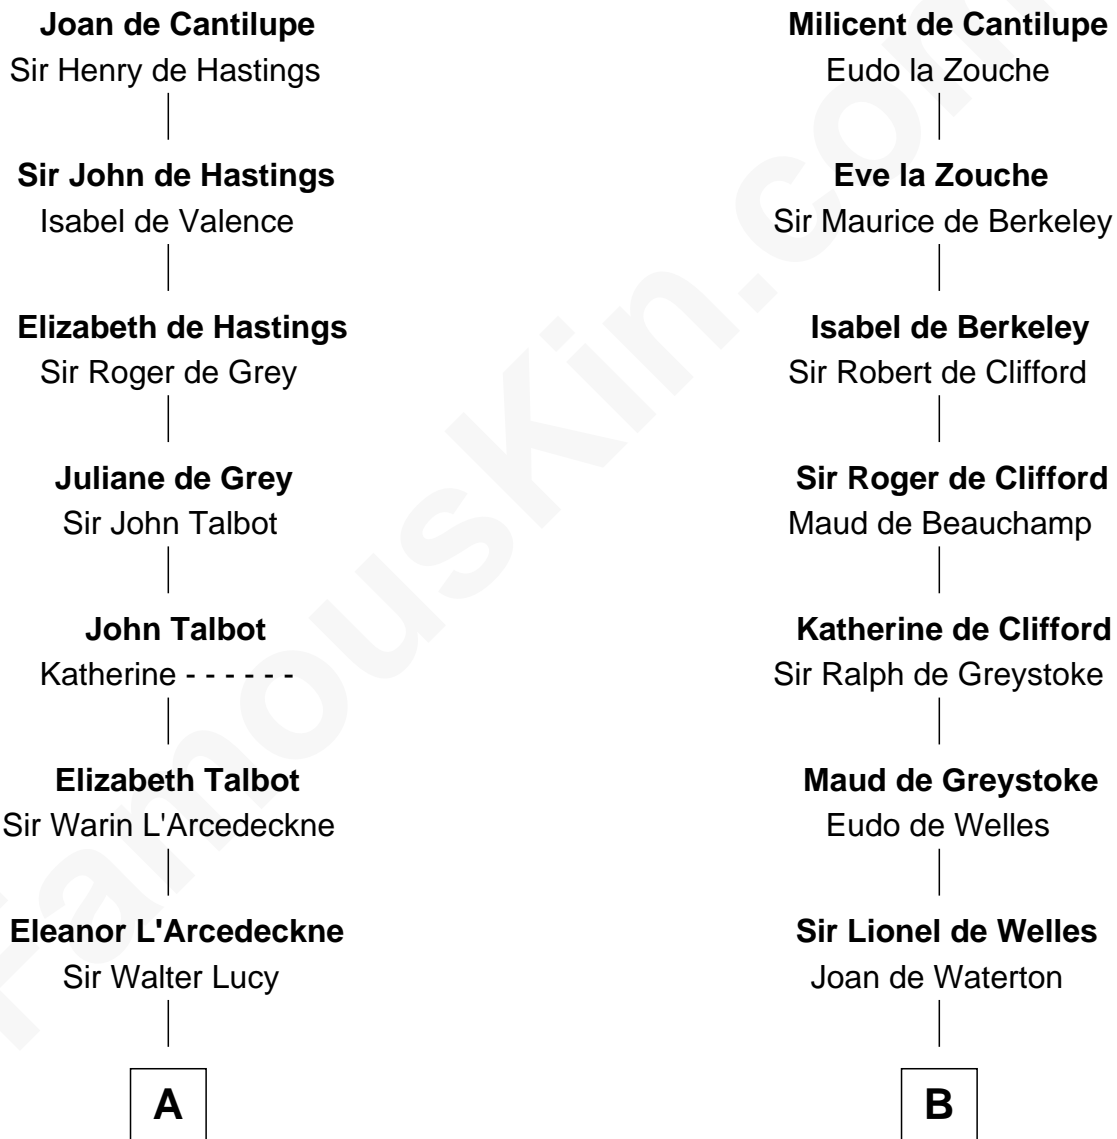 Joan de Cantilupe
Sir Henry de Hastings
Sir John de Hastings
Isabel de Valence
Elizabeth de Hastings
Sir Roger de Grey
Juliane de Grey
Sir John Talbot
John Talbot
Katherine - - - - - -
Elizabeth Talbot
Sir Warin L'Arcedeckne
Eleanor L'Arcedeckne
Sir Walter Lucy
A
Milicent de Cantilupe
Eudo la Zouche
Eve la Zouche
Sir Maurice de Berkeley
Isabel de Berkeley
Sir Robert de Clifford
Sir Roger de Clifford
Maud de Beauchamp
Katherine de Clifford
Sir Ralph de Greystoke
Maud de Greystoke
Eudo de Welles
Sir Lionel de Welles
Joan de Waterton
B
FamousKin.com